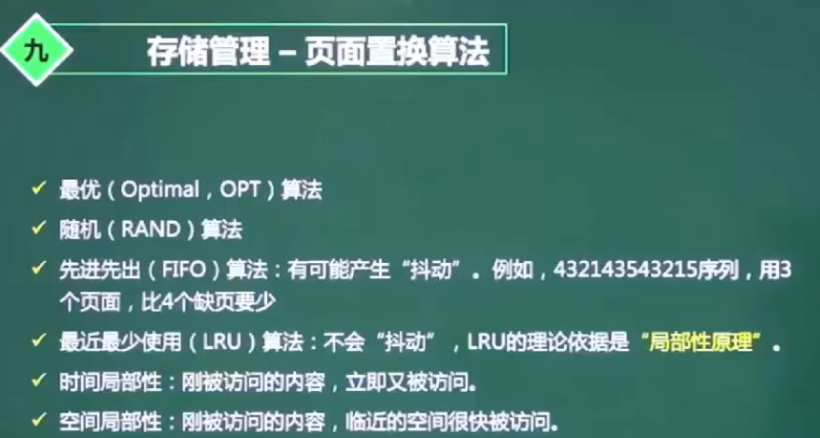 九
存储管理 – 页面置换算法
✓ 最优（Optimal，OPT）算法
✓ 随机（RAND）算法
✓ 先进先出（FIFO）算法：有可能产生“抖动”。例如，432143543215序列，用3
个页面，比4个缺页要少
✓ 最近最少使用（LRU）算法：不会“抖动”，LRU的理论依据是“局部性原理”。
✓ 时间局部性：刚被访问的内容，立即又被访问。
✓ 空间局部性：刚被访问的内容，临近的空间很快被访问。